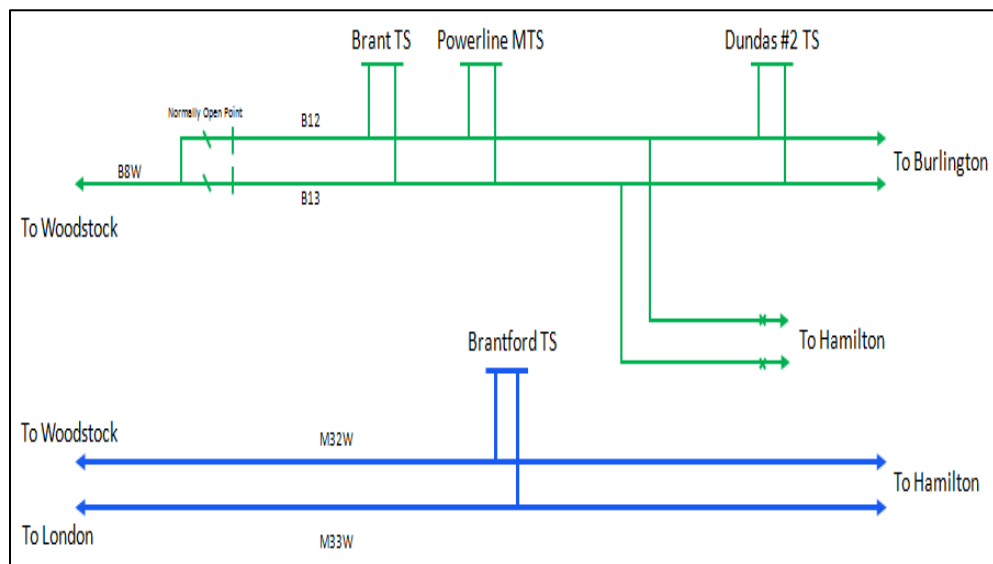 Brant TS
Powerline MTS
Dundas #2 TS
Normally Open Point
B12
To Burlington
B8W
B13
To Woodstock
To Hamilton
Brantford TS
To Woodstock
M32W
To Hamilton
To London
M33W